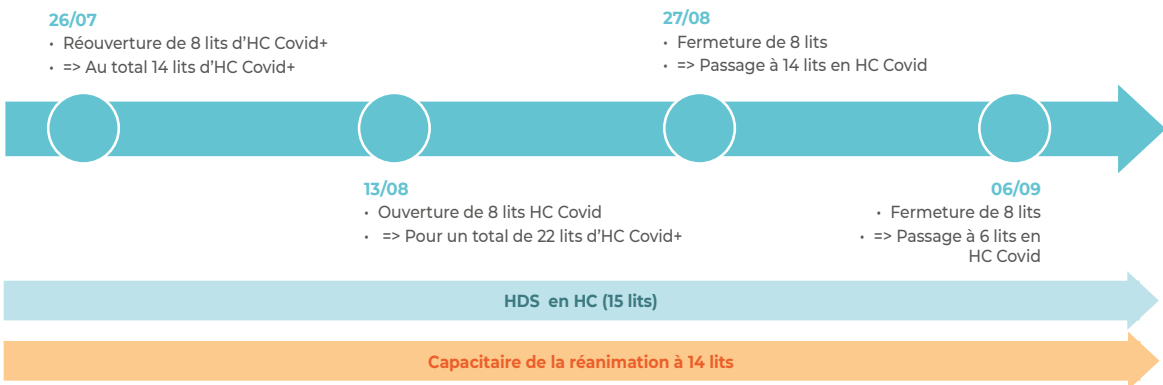 26/07
• Réouverture de 8 lits d'HC Covid+
• => Au total 14 lits d'HC Covid+
27/08
• Fermeture de 8 lits
• => Passage à 14 lits en HC Covid
13/08
• Ouverture de 8 lits HC Covid
• => Pour un total de 22 lits d'HC Covid+
06/09
• Fermeture de 8 lits
• => Passage à 6 lits en
HC Covid
HDS en HC (15 lits)
Capacitaire de la réanimation à 14 lits